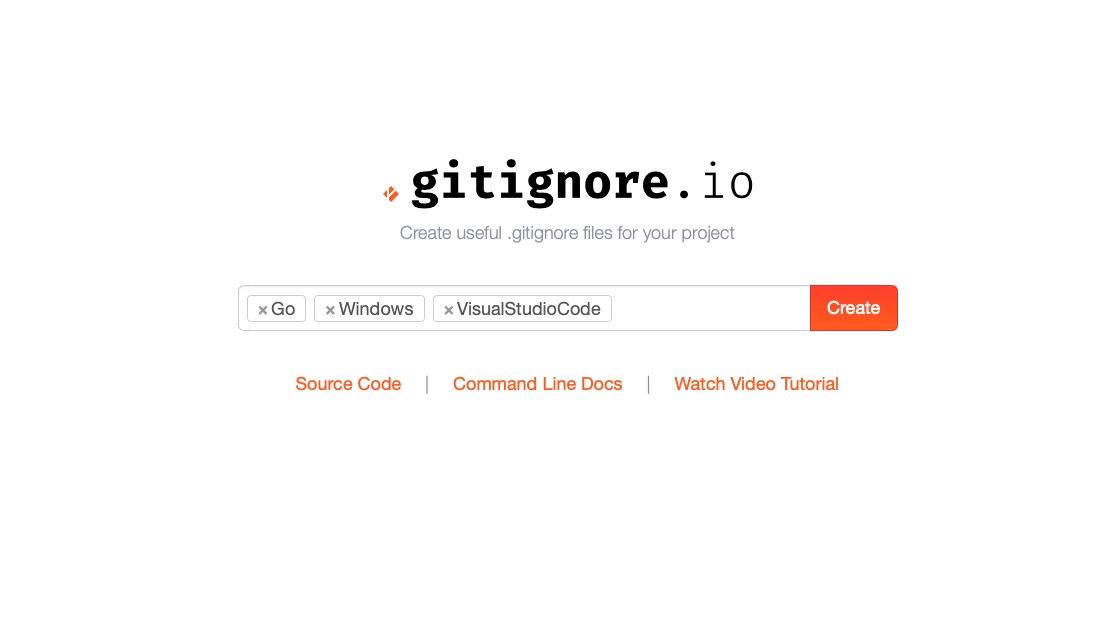 .gitignore.io
Create useful .gitignore files for your project
× Go × Windows × VisualStudioCode Create
Source Code | Command Line Docs | Watch Video Tutorial